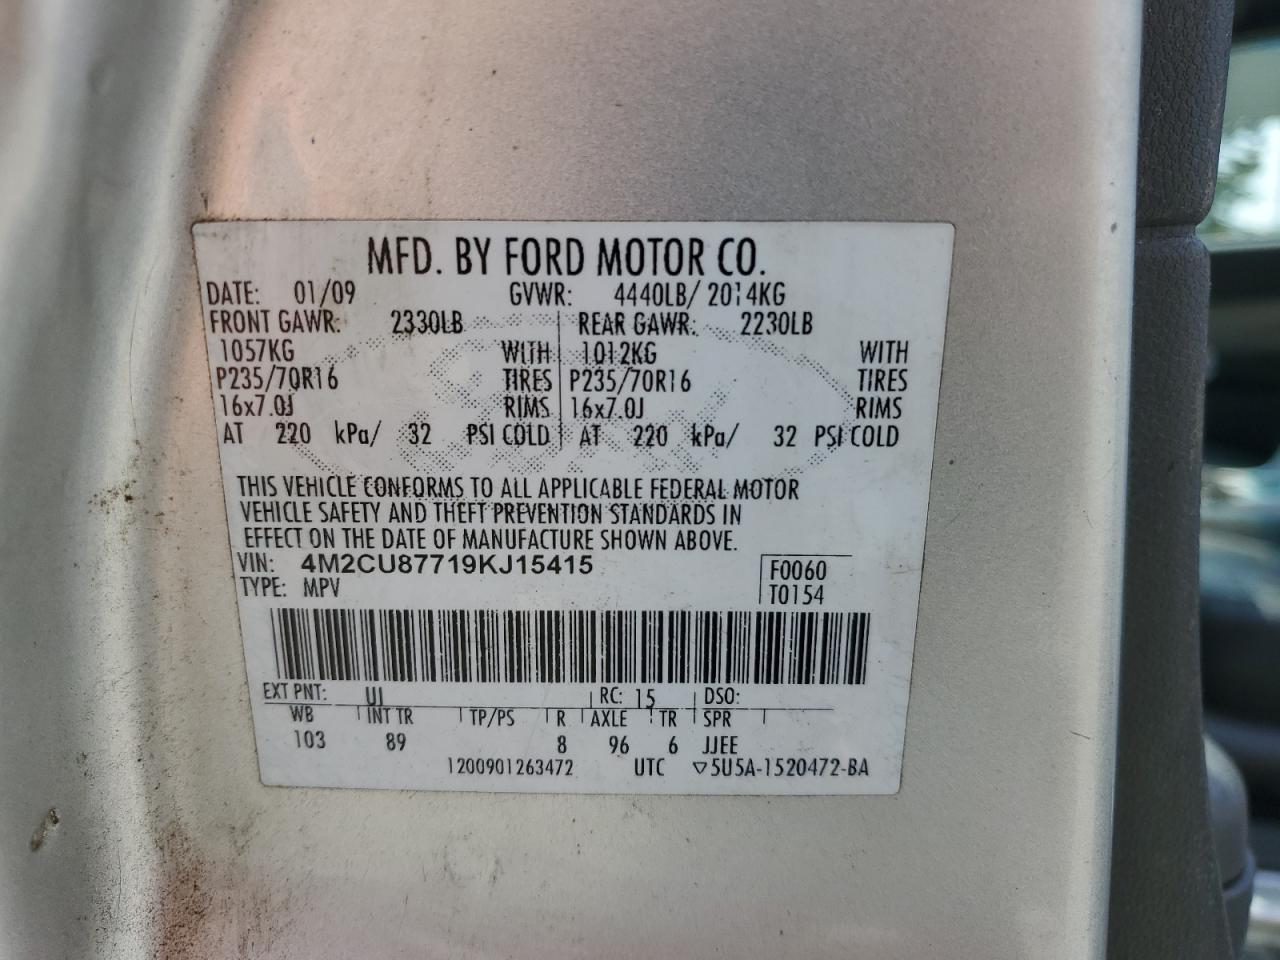 MFD. BY FORD MOTOR CO.
DATE: 01/09 GVWR: 4440LB/ 2014KG
FRONT GAWR: 2330LB REAR GAWR: 2230LB
1057KG WITH 1012KG WITH
P235/70R16 TIRES P235/70R16 TIRES
16x7.0J RIMS 16x7.0J RIMS
AT 220 kPa/ 32 PSI COLD AT 220 kPa/ 32 PSI COLD
THIS VEHICLE CONFORMS TO ALL APPLICABLE FEDERAL MOTOR
VEHICLE SAFETY AND THEFT PREVENTION STANDARDS IN
EFFECT ON THE DATE OF MANUFACTURE SHOWN ABOVE.
VIN: 4M2CU87719KJ15415 F0060
TYPE: MPV T0154
EXT PNT: UJ RC: 15 DSO:
WB INT TR TP/PS R AXLE TR SPR
103 89 8 96 6 JJEE
1200901263472 UTC ▽5U5A-1520472-BA